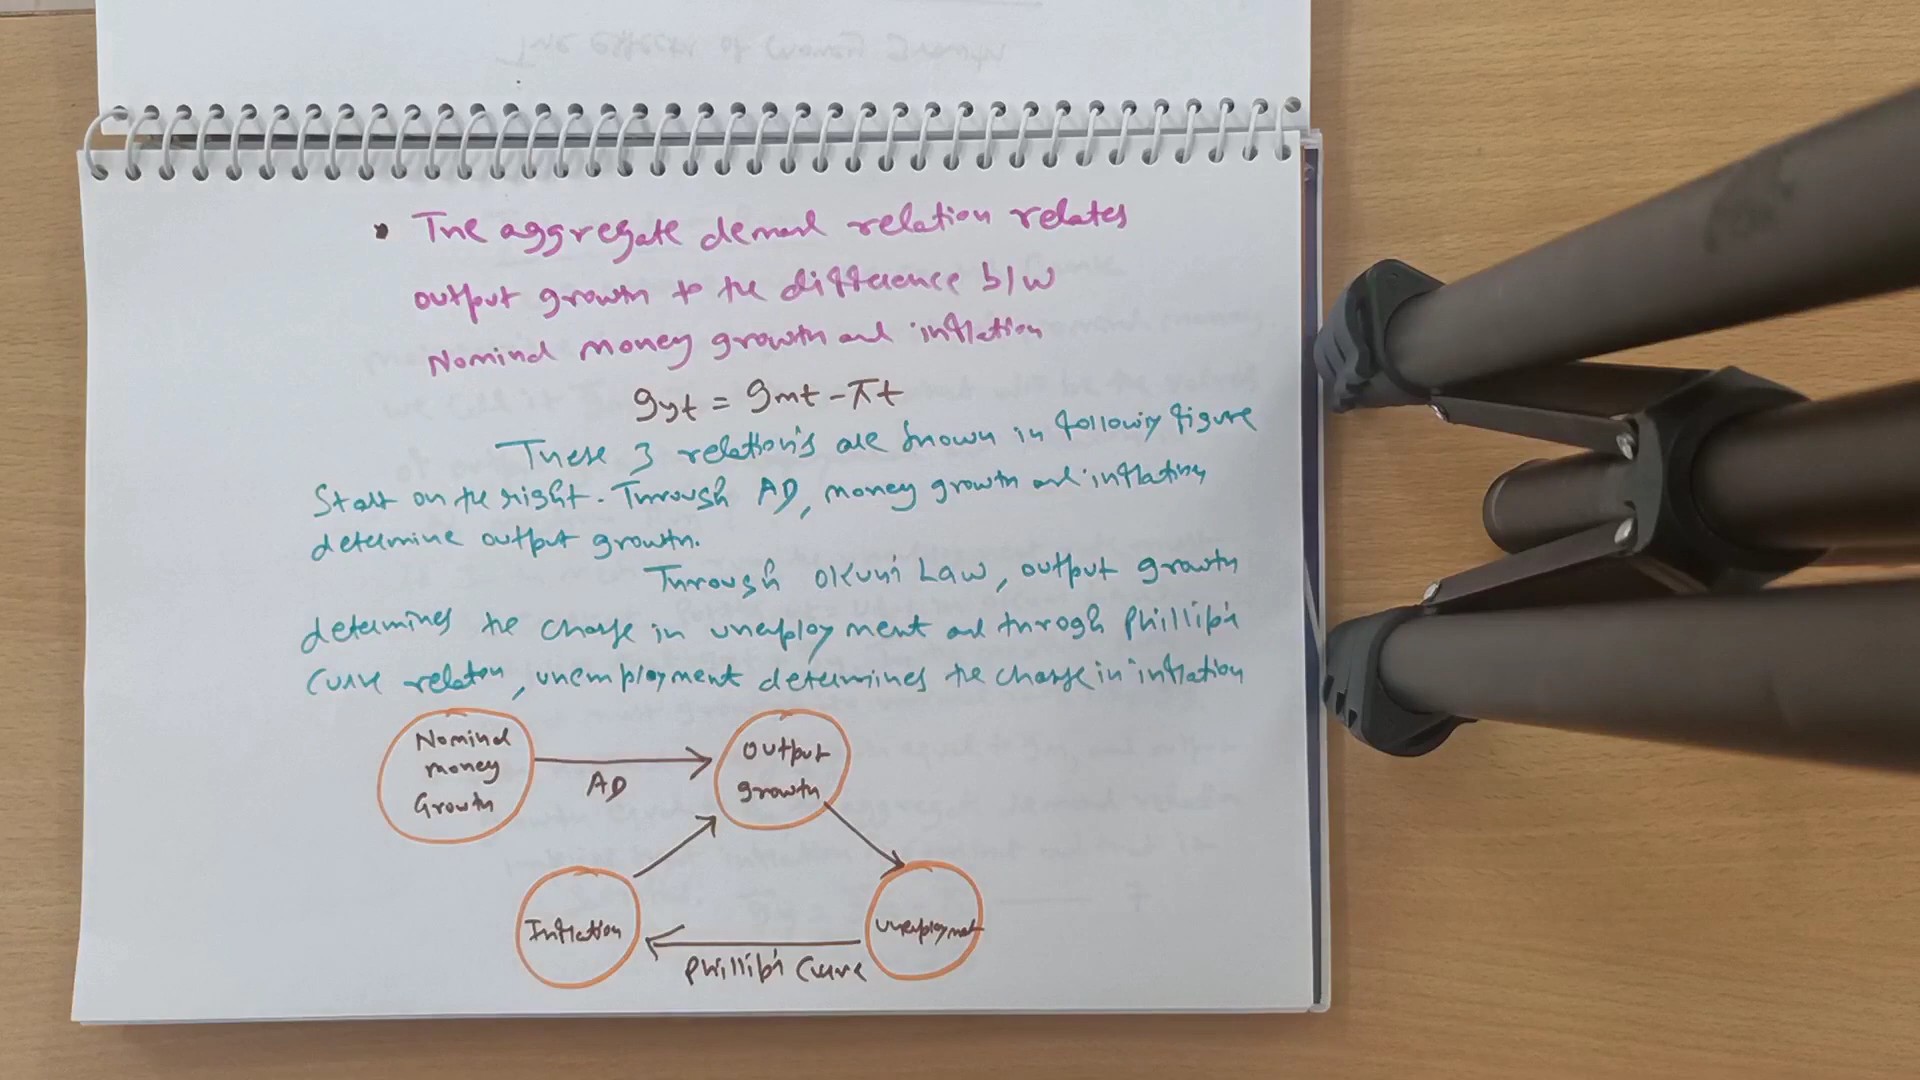 • The aggregate demand relation relates
output growth to the difference b/w
Nominal money growth and inflation
gyt = gmt - πt
These 3 relation's are shown in following figure
Start on the right. Through AD, money growth and inflation
determine output growth.
Through okun's Law, output growth
determines the change in unemployment and throgh Phillip's
Curve relation, unemployment determines the change in inflation
Nominal
money
Growth
AD
output
growth
Inflation
Phillip's Curve
unemployment